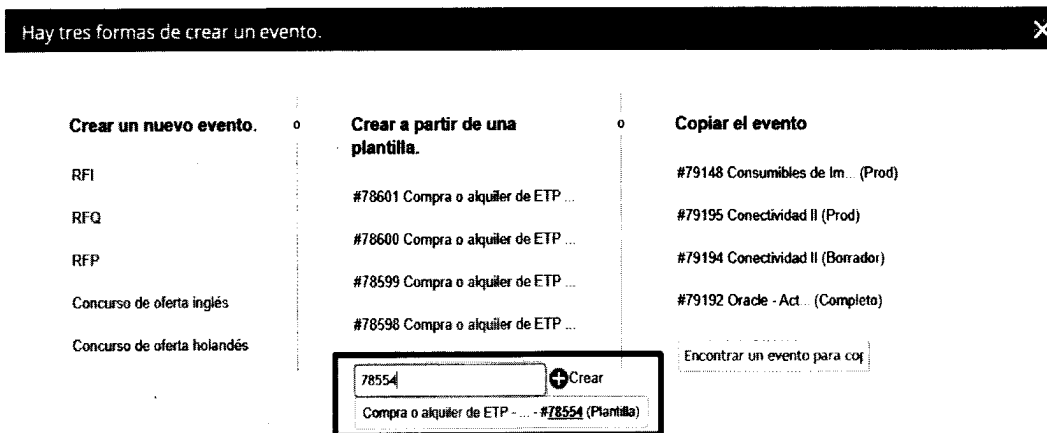 Hay tres formas de crear un evento.
Crear un nuevo evento.
RFI
RFQ
RFP
Concurso de oferta inglés
Concurso de oferta holandés
o
Crear a partir de una
plantilla.
#78601 Compra o alquiler de ETP ...
#78600 Compra o alquiler de ETP ...
#78599 Compra o alquiler de ETP ...
#78598 Compra o alquiler de ETP ...
78554
Crear
Compra o alquiler de ETP - ... - #78554 (Plantilla)
o
Copiar el evento
#79148 Consumibles de Im... (Prod)
#79195 Conectividad II (Prod)
#79194 Conectividad II (Borrador)
#79192 Oracle - Act... (Completo)
Encontrar un evento para cop